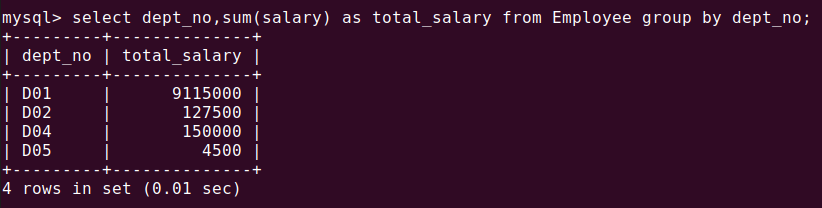 mysql> select dept_no,sum(salary) as total_salary from Employee group by dept_no;
+---------+--------------+
| dept_no | total_salary |
+---------+--------------+
| D01     |      9115000 |
| D02     |       127500 |
| D04     |       150000 |
| D05     |         4500 |
+---------+--------------+
4 rows in set (0.01 sec)